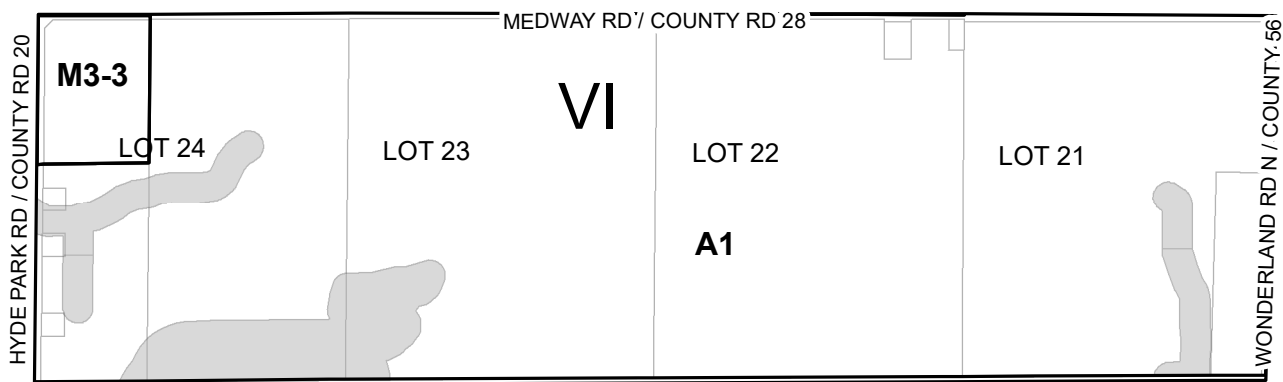 MEDWAY RD / COUNTY RD 28
HYDE PARK RD / COUNTY RD 20
M3-3
VI
WONDERLAND RD N / COUNTY 56
LOT 24
LOT 23
LOT 22
LOT 21
A1